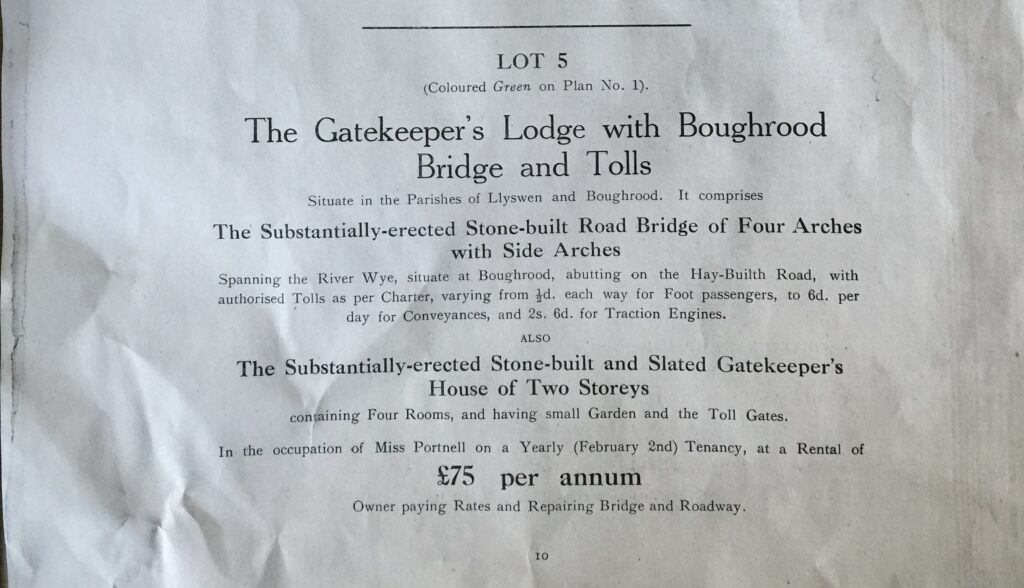 LOT 5
(Coloured Green on Plan No. 1).
The Gatekeeper's Lodge with Boughrood
Bridge and Tolls
Situate in the Parishes of Llyswen and Boughrood. It comprises
The Substantially-erected Stone-built Road Bridge of Four Arches
with Side Arches
Spanning the River Wye, situate at Boughrood, abutting on the Hay-Builth Road, with
authorised Tolls as per Charter, varying from ½d. each way for Foot passengers, to 6d. per
day for Conveyances, and 2s. 6d. for Traction Engines.
ALSO
The Substantially-erected Stone-built and Slated Gatekeeper's
House of Two Storeys
containing Four Rooms, and having small Garden and the Toll Gates.
In the occupation of Miss Portnell on a Yearly (February 2nd) Tenancy, at a Rental of
£75 per annum
Owner paying Rates and Repairing Bridge and Roadway.
10